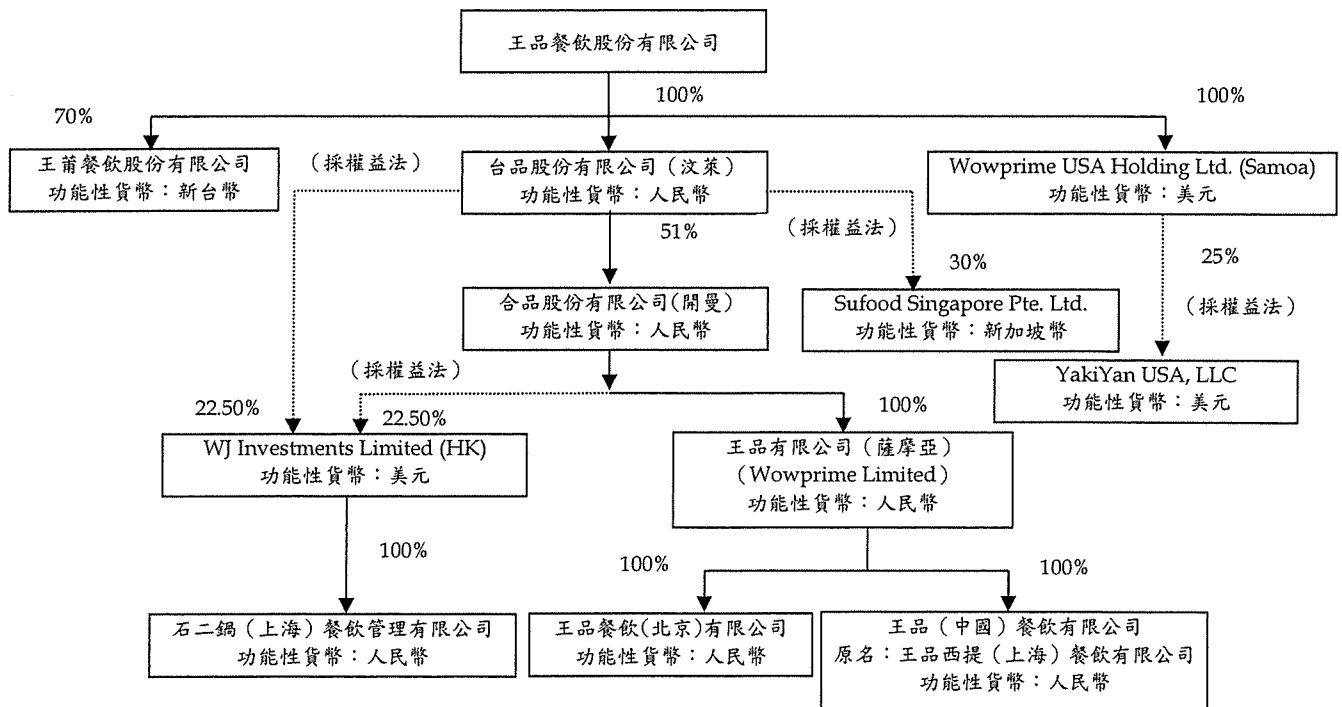 王品餐飲股份有限公司
70%
100%
100%
王莆餐飲股份有限公司
功能性貨幣：新台幣
（採權益法）
台品股份有限公司（汶萊）
功能性貨幣：人民幣
Wowprime USA Holding Ltd. (Samoa)
功能性貨幣：美元
51%
（採權益法）
30%
25%
合品股份有限公司(開曼)
功能性貨幣：人民幣
Sufood Singapore Pte. Ltd.
功能性貨幣：新加坡幣
（採權益法）
（採權益法）
YakiYan USA, LLC
功能性貨幣：美元
22.50%
22.50%
100%
WJ Investments Limited (HK)
功能性貨幣：美元
王品有限公司（薩摩亞）
（Wowprime Limited）
功能性貨幣：人民幣
100%
100%
100%
石二鍋（上海）餐飲管理有限公司
功能性貨幣：人民幣
王品餐飲(北京)有限公司
功能性貨幣：人民幣
王品（中國）餐飲有限公司
原名：王品西提（上海）餐飲有限公司
功能性貨幣：人民幣